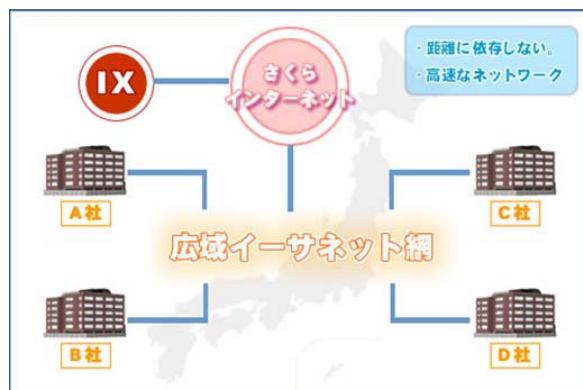 IX
さくら
インターネット
・距離に依存しない。
・高速なネットワーク
A社
C社
広域イーサネット網
B社
D社